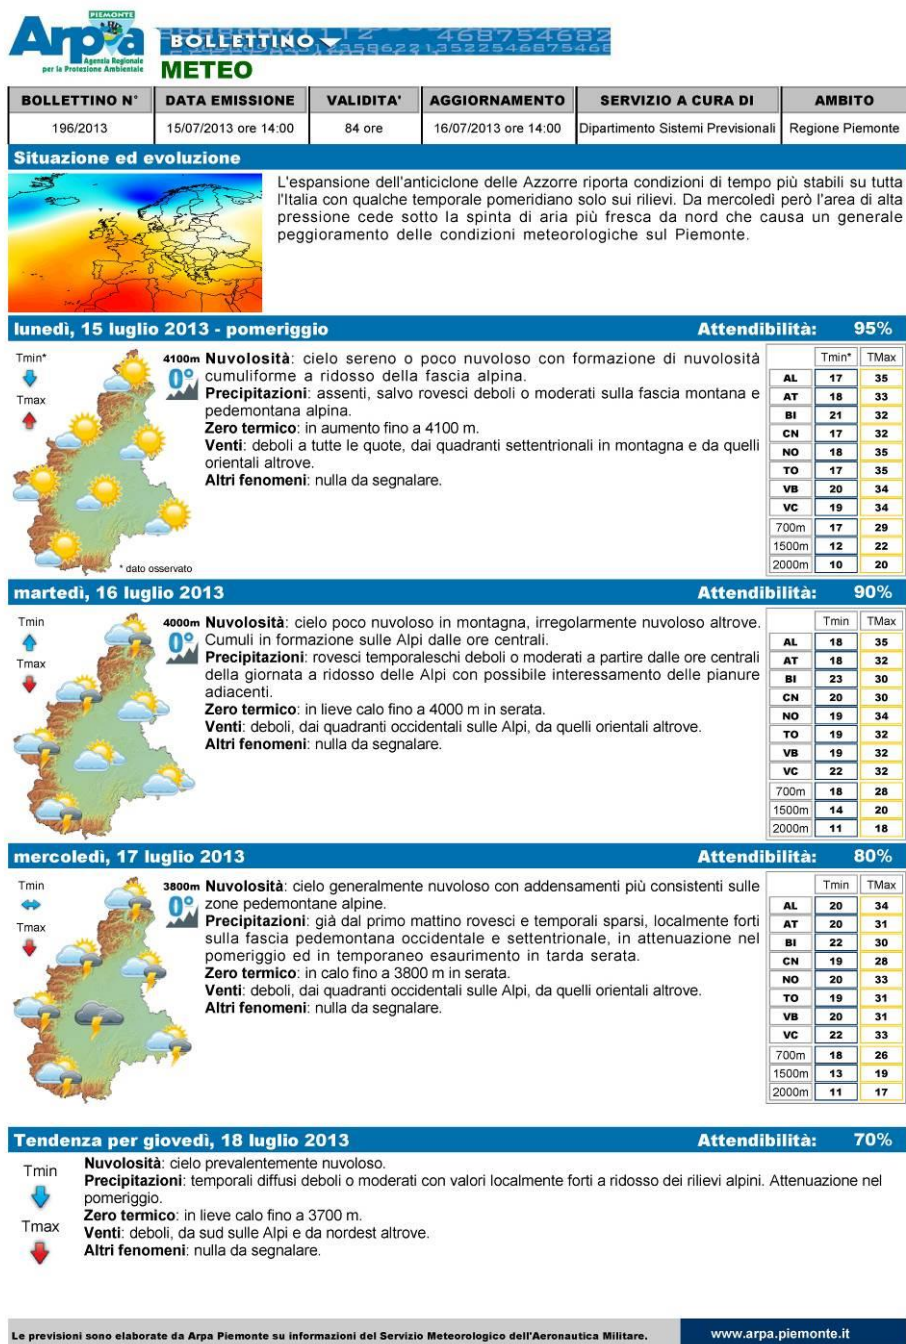 PIEMONTE
Arpa
Agenzia Regionale
per la Protezione Ambientale
BOLLETTINO
METEO
BOLLETTINO N° DATA EMISSIONE VALIDITA' AGGIORNAMENTO SERVIZIO A CURA DI AMBITO
196/2013 15/07/2013 ore 14:00 84 ore 16/07/2013 ore 14:00 Dipartimento Sistemi Previsionali Regione Piemonte
Situazione ed evoluzione
L'espansione dell'anticiclone delle Azzorre riporta condizioni di tempo più stabili su tutta
l'Italia con qualche temporale pomeridiano solo sui rilievi. Da mercoledì però l'area di alta
pressione cede sotto la spinta di aria più fresca da nord che causa un generale
peggioramento delle condizioni meteorologiche sul Piemonte.
lunedì, 15 luglio 2013 - pomeriggio Attendibilità: 95%
Tmin*
Tmax
4100m
0°
* dato osservato
Nuvolosità: cielo sereno o poco nuvoloso con formazione di nuvolosità
cumuliforme a ridosso della fascia alpina.
Precipitazioni: assenti, salvo rovesci deboli o moderati sulla fascia montana e
pedemontana alpina.
Zero termico: in aumento fino a 4100 m.
Venti: deboli a tutte le quote, dai quadranti settentrionali in montagna e da quelli
orientali altrove.
Altri fenomeni: nulla da segnalare.
Tmin* TMax
AL 17 35
AT 18 33
BI 21 32
CN 17 32
NO 18 35
TO 17 35
VB 20 34
VC 19 34
700m 17 29
1500m 12 22
2000m 10 20
martedì, 16 luglio 2013 Attendibilità: 90%
Tmin
Tmax
4000m
0°
Nuvolosità: cielo poco nuvoloso in montagna, irregolarmente nuvoloso altrove.
Cumuli in formazione sulle Alpi dalle ore centrali.
Precipitazioni: rovesci temporaleschi deboli o moderati a partire dalle ore centrali
della giornata a ridosso delle Alpi con possibile interessamento delle pianure
adiacenti.
Zero termico: in lieve calo fino a 4000 m in serata.
Venti: deboli, dai quadranti occidentali sulle Alpi, da quelli orientali altrove.
Altri fenomeni: nulla da segnalare.
Tmin TMax
AL 18 35
AT 18 32
BI 23 30
CN 20 30
NO 19 34
TO 19 32
VB 19 32
VC 22 32
700m 18 28
1500m 14 20
2000m 11 18
mercoledì, 17 luglio 2013 Attendibilità: 80%
Tmin
Tmax
3800m
0°
Nuvolosità: cielo generalmente nuvoloso con addensamenti più consistenti sulle
zone pedemontane alpine.
Precipitazioni: già dal primo mattino rovesci e temporali sparsi, localmente forti
sulla fascia pedemontana occidentale e settentrionale, in attenuazione nel
pomeriggio ed in temporaneo esaurimento in tarda serata.
Zero termico: in calo fino a 3800 m in serata.
Venti: deboli, dai quadranti occidentali sulle Alpi, da quelli orientali altrove.
Altri fenomeni: nulla da segnalare.
Tmin TMax
AL 20 34
AT 20 31
BI 22 30
CN 19 28
NO 20 33
TO 19 31
VB 20 31
VC 22 33
700m 18 26
1500m 13 19
2000m 11 17
Tendenza per giovedì, 18 luglio 2013 Attendibilità: 70%
Tmin
Tmax
Nuvolosità: cielo prevalentemente nuvoloso.
Precipitazioni: temporali diffusi deboli o moderati con valori localmente forti a ridosso dei rilievi alpini. Attenuazione nel
pomeriggio.
Zero termico: in lieve calo fino a 3700 m.
Venti: deboli, da sud sulle Alpi e da nordest altrove.
Altri fenomeni: nulla da segnalare.
Le previsioni sono elaborate da Arpa Piemonte su informazioni del Servizio Meteorologico dell'Aeronautica Militare. www.arpa.piemonte.it